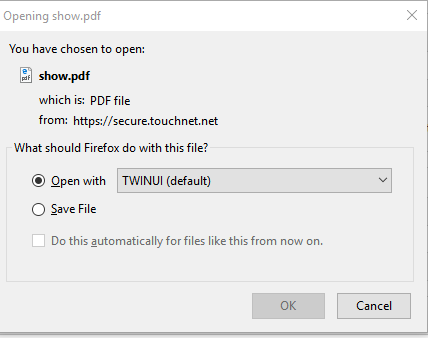 Opening show.pdf
You have chosen to open:
show.pdf
which is: PDF file
from: https://secure.touchnet.net
What should Firefox do with this file?
Open with TWINUI (default)
Save File
Do this automatically for files like this from now on.
OK Cancel